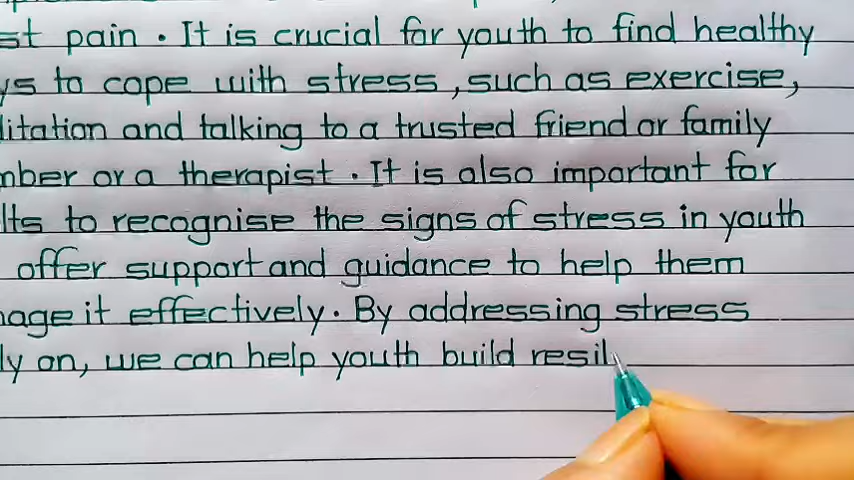 st pain. It is crucial for youth to find healthy
ys to cope with stress, such as exercise,
litation and talking to a trusted friend or family
mber or a therapist. It is also important for
lts to recognise the signs of stress in youth
offer support and guidance to help them
nage it effectively. By addressing stress
ly on, we can help youth build resil